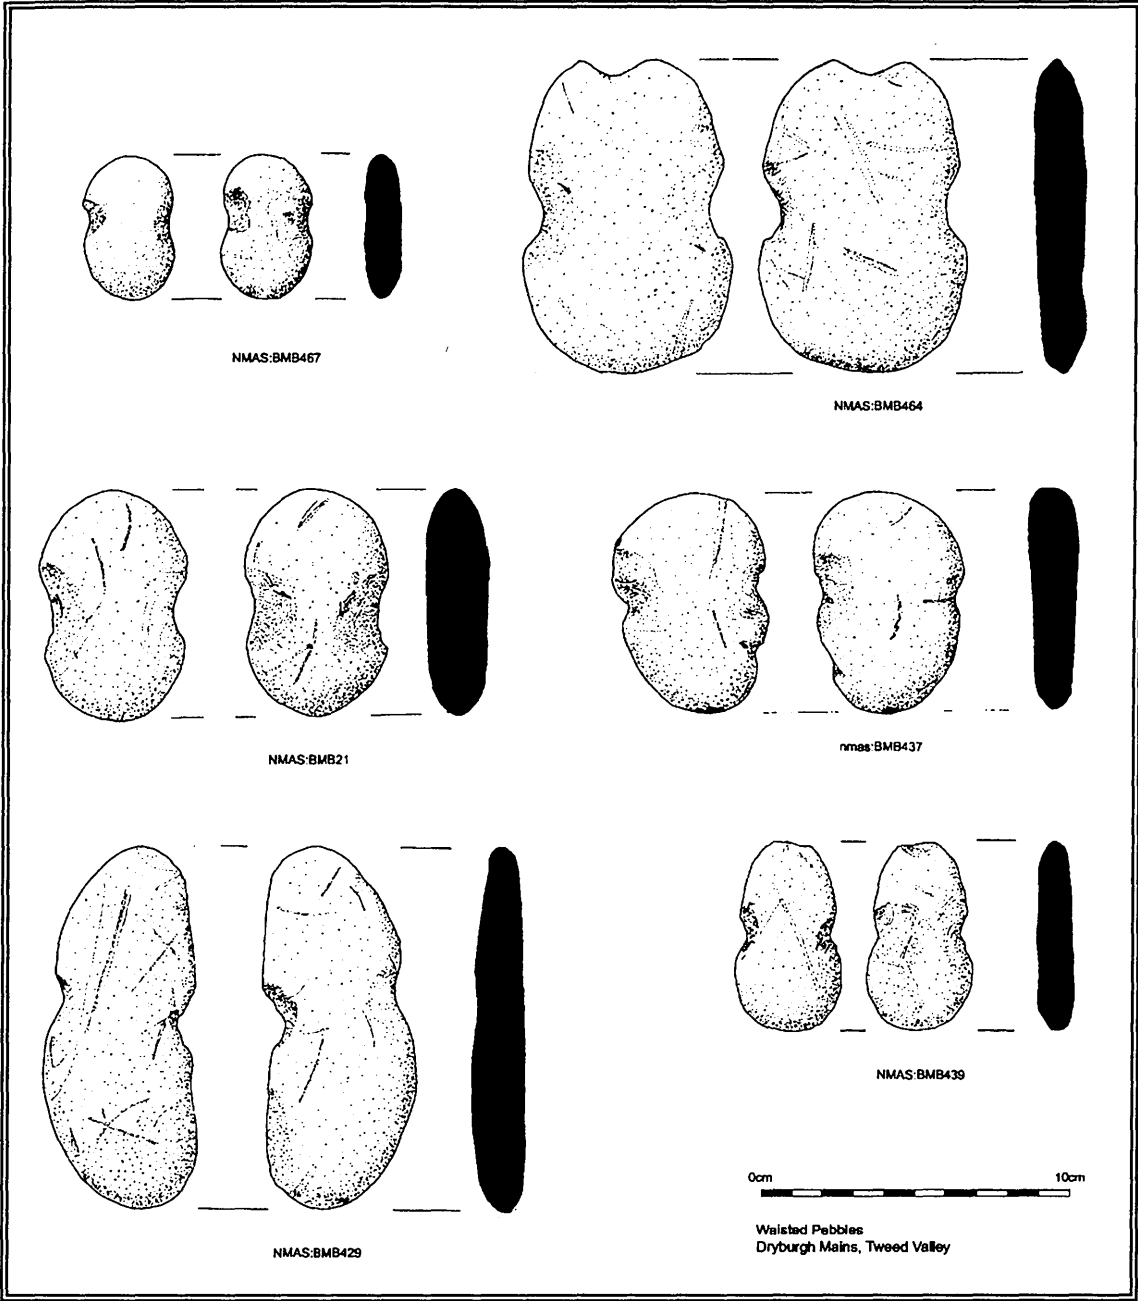 NMAS:BMB467
NMAS:BMB464
NMAS:BMB21
nmas:BMB437
NMAS:BMB439
NMAS:BMB429
0cm 10cm
Waisted Pebbles
Dryburgh Mains, Tweed Valley